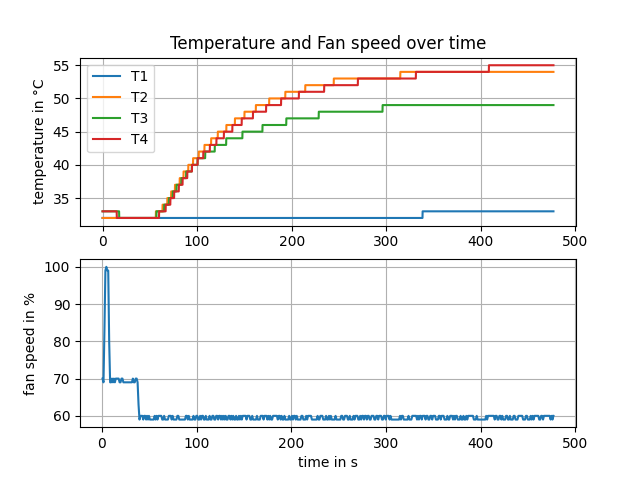 Temperature and Fan speed over time
temperature in °C
55
50
45
40
35
T1
T2
T3
T4
0 100 200 300 400 500
fan speed in %
100
90
80
70
60
0 100 200 300 400 500
time in s